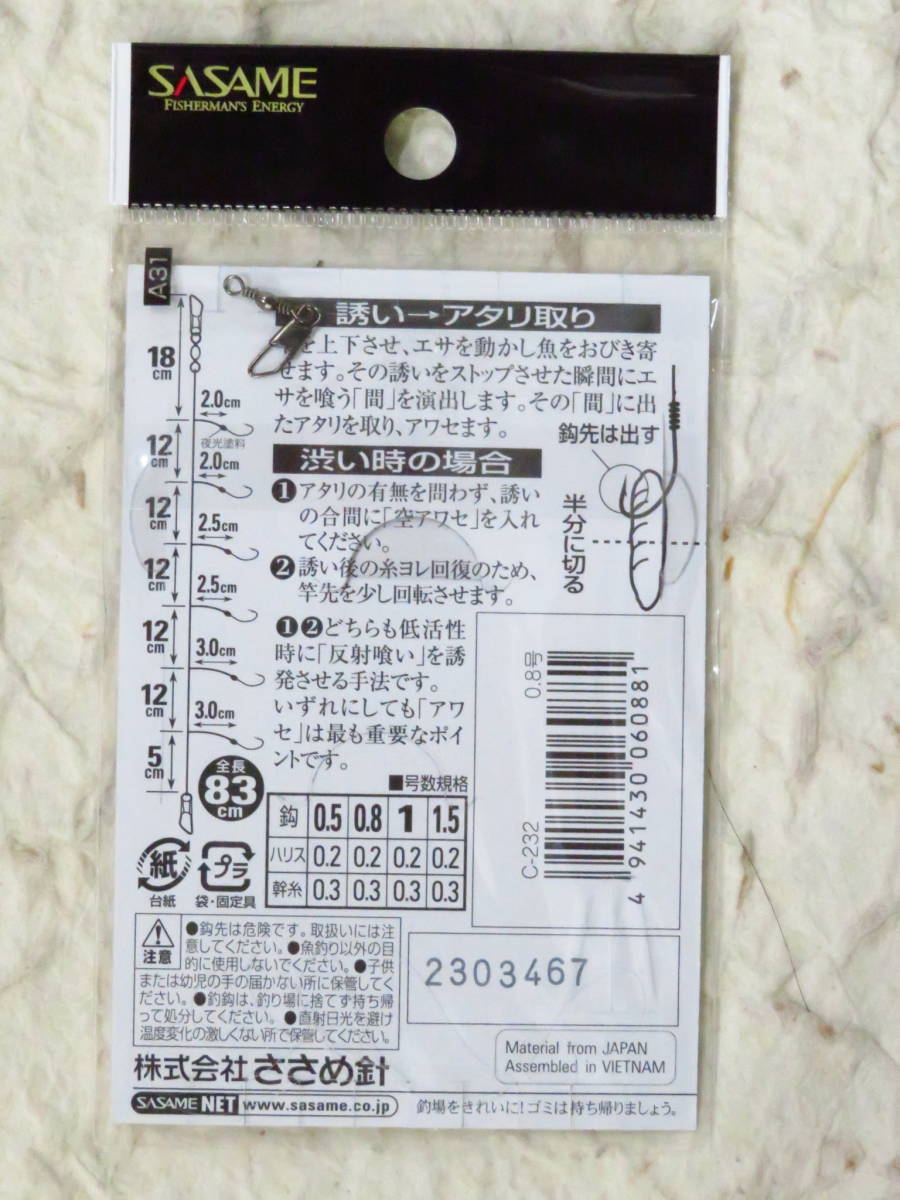 SASAME
FISHERMAN'S ENERGY
A31
誘い→アタリ取り
を上下させ、エサを動かし魚をおびき寄
せます。その誘いをストップさせた瞬間にエ
サを喰う「間」を演出します。その「間」に出
たアタリを取り、アワセます。
鈎先は出す
半分に切る
渋い時の場合
❶アタリの有無を問わず、誘い
の合間に「空アワセ」を入れ
てください。
❷誘い後の糸ヨレ回復のため、
竿先を少し回転させます。
❶❷どちらも低活性
時に「反射喰い」を誘
発させる手法です。
いずれにしても「アワ
セ」は最も重要なポイ
ントです。
18cm
2.0cm
夜光塗料
12cm
2.0cm
12cm
2.5cm
12cm
2.5cm
12cm
3.0cm
12cm
3.0cm
5cm
全長
83cm
■号数規格
鈎 0.5 0.8 1 1.5
ハリス 0.2 0.2 0.2 0.2
幹糸 0.3 0.3 0.3 0.3
紙
台紙
プラ
袋・固定具
0.8号
C-232
4 941430 060881
注意
●鈎先は危険です。取扱いには注
意してください。●魚釣り以外の目
的に使用しないでください。●子供
または幼児の手の届かない所に保管してく
ださい。●釣鈎は、釣り場に捨てず持ち帰
って処分してください。●直射日光を避け
温度変化の激しくない所で保管してください。
2303467
Material from JAPAN
Assembled in VIETNAM
株式会社 ささめ針
SASAME NET www.sasame.co.jp
釣場をきれいに!ゴミは持ち帰りましょう。